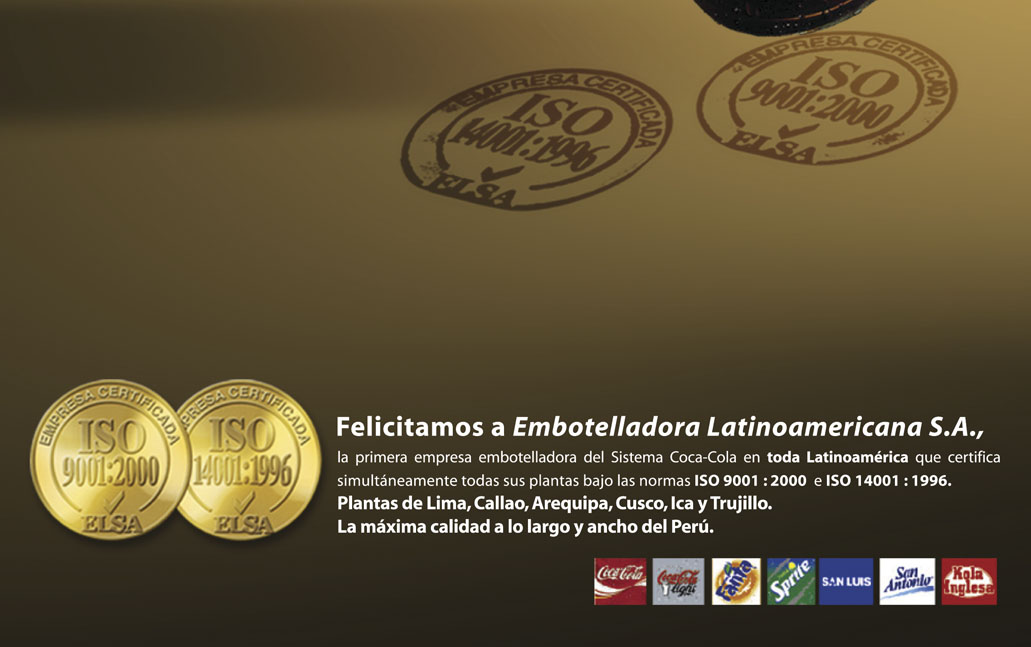 EMPRESA CERTIFICADA
ISO
9001:2000
ELSA
EMPRESA CERTIFICADA
ISO
14001:1996
ELSA
EMPRESA CERTIFICADA
ISO
9001:2000
ELSA
PRESA CERTIFICADA
ISO
14001:1996
ELSA
Felicitamos a Embotelladora Latinoamericana S.A.,
la primera empresa embotelladora del Sistema Coca-Cola en toda Latinoamérica que certifica
simultáneamente todas sus plantas bajo las normas ISO 9001 : 2000 e ISO 14001 : 1996.
Plantas de Lima, Callao, Arequipa, Cusco, Ica y Trujillo.
La máxima calidad a lo largo y ancho del Perú.
Coca-Cola
Coca-Cola light
Fanta
Sprite
SAN LUIS
San Antonio
Kola Inglesa